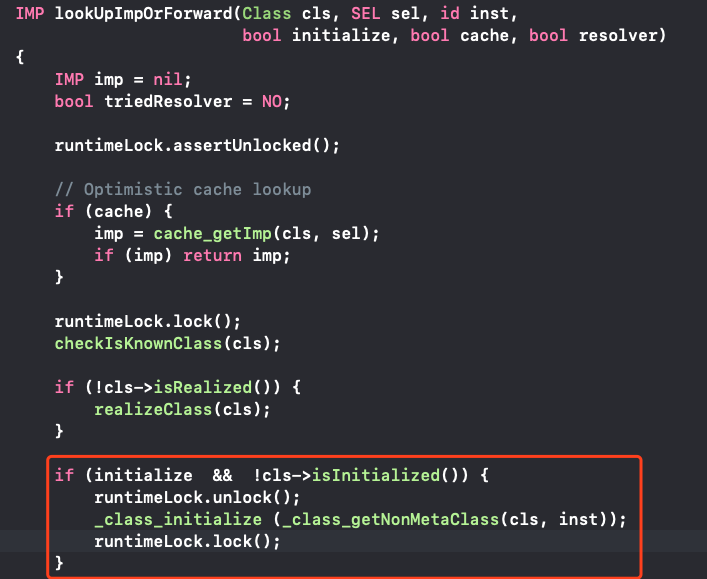 IMP lookUpImpOrForward(Class cls, SEL sel, id inst,
                       bool initialize, bool cache, bool resolver)
{
    IMP imp = nil;
    bool triedResolver = NO;

    runtimeLock.assertUnlocked();

    // Optimistic cache lookup
    if (cache) {
        imp = cache_getImp(cls, sel);
        if (imp) return imp;
    }

    runtimeLock.lock();
    checkIsKnownClass(cls);

    if (!cls->isRealized()) {
        realizeClass(cls);
    }

    if (initialize  &&  !cls->isInitialized()) {
        runtimeLock.unlock();
        _class_initialize (_class_getNonMetaClass(cls, inst));
        runtimeLock.lock();
    }